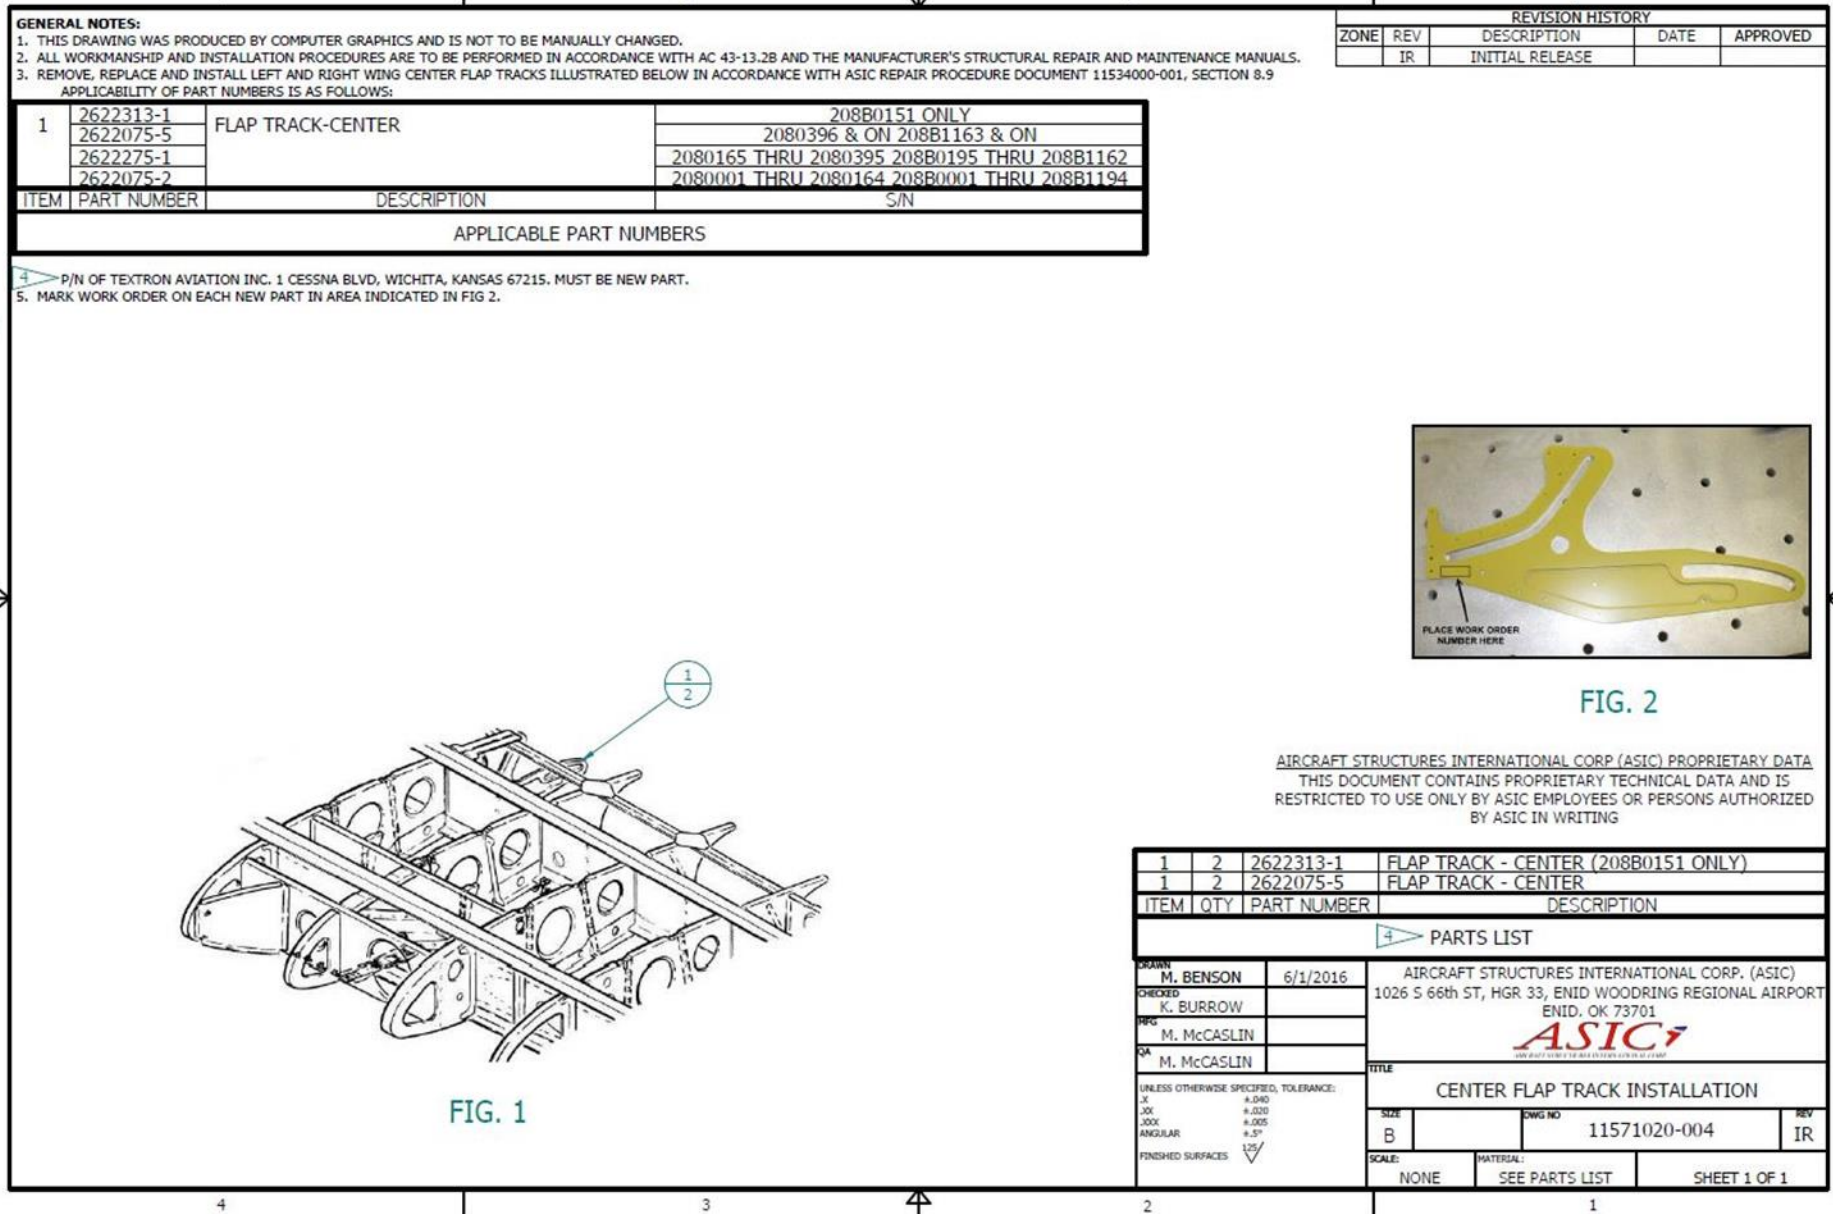 GENERAL NOTES:
1. THIS DRAWING WAS PRODUCED BY COMPUTER GRAPHICS AND IS NOT TO BE MANUALLY CHANGED.
2. ALL WORKMANSHIP AND INSTALLATION PROCEDURES ARE TO BE PERFORMED IN ACCORDANCE WITH AC 43-13.2B AND THE MANUFACTURER'S STRUCTURAL REPAIR AND MAINTENANCE MANUALS.
3. REMOVE, REPLACE AND INSTALL LEFT AND RIGHT WING CENTER FLAP TRACKS ILLUSTRATED BELOW IN ACCORDANCE WITH ASIC REPAIR PROCEDURE DOCUMENT 11534000-001, SECTION 8.9
APPLICABILITY OF PART NUMBERS IS AS FOLLOWS:
REVISION HISTORY
ZONE REV DESCRIPTION DATE APPROVED
IR INITIAL RELEASE
1 2622313-1 FLAP TRACK-CENTER 208B0151 ONLY
2622075-5 2080396 & ON 208B1163 & ON
2622275-1 2080165 THRU 2080395 208B0195 THRU 208B1162
2622075-2 2080001 THRU 2080164 208B0001 THRU 208B1194
ITEM PART NUMBER DESCRIPTION S/N
APPLICABLE PART NUMBERS
4 P/N OF TEXTRON AVIATION INC. 1 CESSNA BLVD, WICHITA, KANSAS 67215. MUST BE NEW PART.
5. MARK WORK ORDER ON EACH NEW PART IN AREA INDICATED IN FIG 2.
PLACE WORK ORDER
NUMBER HERE
FIG. 2
1
2
FIG. 1
AIRCRAFT STRUCTURES INTERNATIONAL CORP (ASIC) PROPRIETARY DATA
THIS DOCUMENT CONTAINS PROPRIETARY TECHNICAL DATA AND IS
RESTRICTED TO USE ONLY BY ASIC EMPLOYEES OR PERSONS AUTHORIZED
BY ASIC IN WRITING
1 2 2622313-1 FLAP TRACK - CENTER (208B0151 ONLY)
1 2 2622075-5 FLAP TRACK - CENTER
ITEM QTY PART NUMBER DESCRIPTION
4 PARTS LIST
DRAWN
M. BENSON 6/1/2016
CHECKED
K. BURROW
MFG
M. McCASLIN
QA
M. McCASLIN
AIRCRAFT STRUCTURES INTERNATIONAL CORP. (ASIC)
1026 S 66th ST, HGR 33, ENID WOODRING REGIONAL AIRPORT
ENID. OK 73701
ASIC
UNLESS OTHERWISE SPECIFIED, TOLERANCE:
.X ±.040
.XX ±.020
.XXX ±.005
ANGULAR ±.5°
FINISHED SURFACES 125
TITLE
CENTER FLAP TRACK INSTALLATION
SIZE
B
DWG NO
11571020-004
REV
IR
SCALE:
NONE
MATERIAL:
SEE PARTS LIST
SHEET 1 OF 1
4 3 2 1